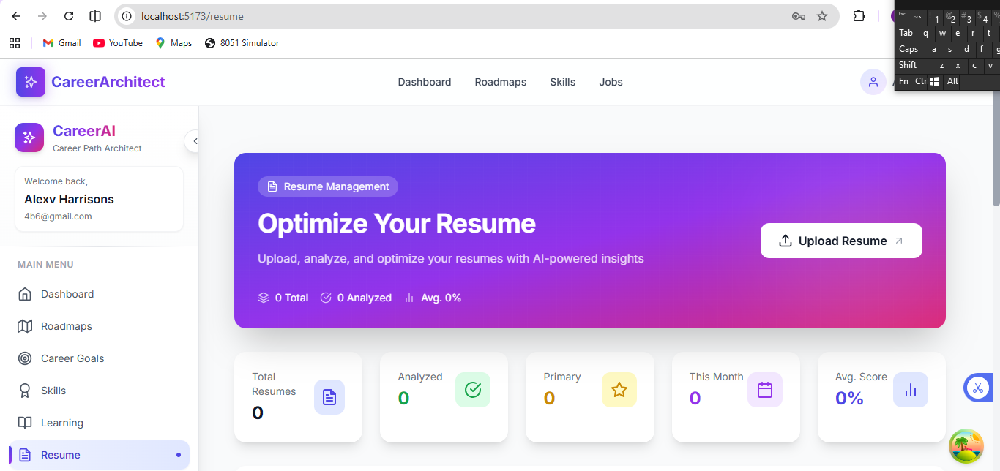 localhost:5173/resume
Gmail YouTube Maps 8051 Simulator
Esc ~ ` ! 1 @ 2 # 3 $ 4 %
Tab q w e r t
Caps a s d f g
Shift z x c v
Fn Ctr Alt
CareerArchitect
Dashboard Roadmaps Skills Jobs
CareerAI
Career Path Architect
Welcome back,
Alexv Harrisons
4b6@gmail.com
MAIN MENU
Dashboard
Roadmaps
Career Goals
Skills
Learning
Resume
Resume Management
Optimize Your Resume
Upload, analyze, and optimize your resumes with AI-powered insights
0 Total 0 Analyzed Avg. 0%
Upload Resume
Total
Resumes
0
Analyzed
0
Primary
0
This Month
0
Avg. Score
0%